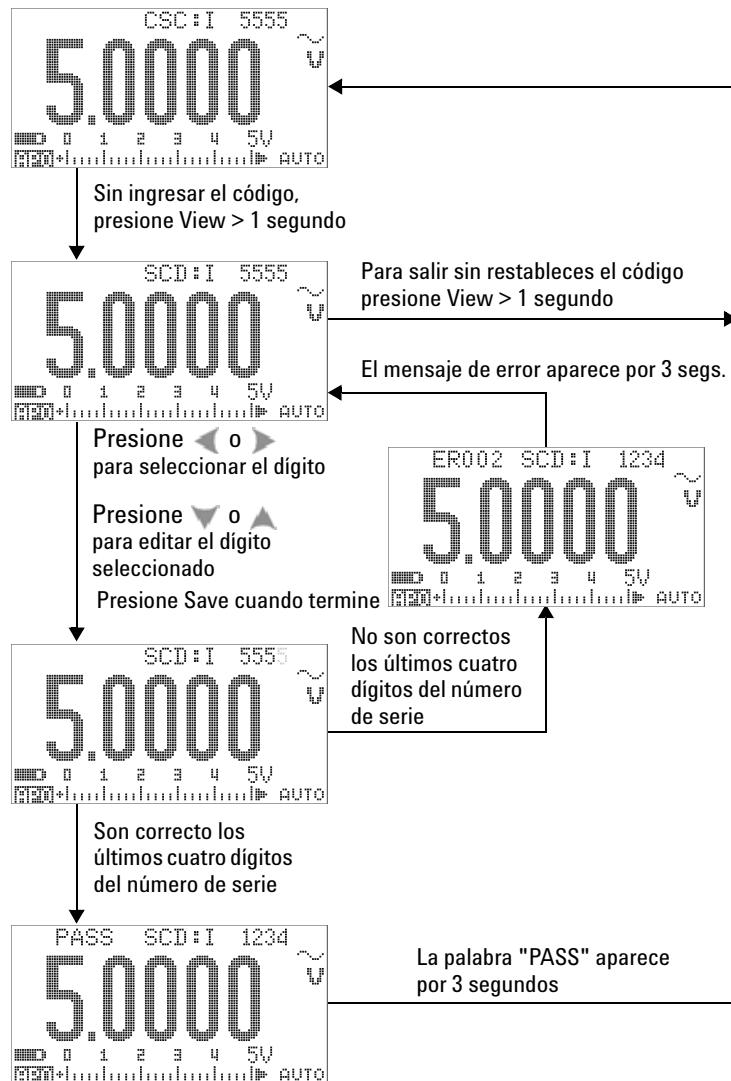 CSC:I 5555
5.0000 V
0 1 2 3 4 5V
APO AUTO
Sin ingresar el código,
presione View > 1 segundo
SCD:I 5555
5.0000 V
0 1 2 3 4 5V
APO AUTO
Para salir sin restableces el código
presione View > 1 segundo
El mensaje de error aparece por 3 segs.
Presione o
para seleccionar el dígito
Presione o
para editar el dígito
seleccionado
Presione Save cuando termine
ER002 SCD:I 1234
5.0000 V
0 1 2 3 4 5V
APO AUTO
No son correctos
los últimos cuatro
dígitos del número
de serie
SCD:I 5555
5.0000 V
0 1 2 3 4 5V
APO AUTO
Son correcto los
últimos cuatro dígitos
del número de serie
PASS SCD:I 1234
5.0000 V
0 1 2 3 4 5V
APO AUTO
La palabra "PASS" aparece
por 3 segundos